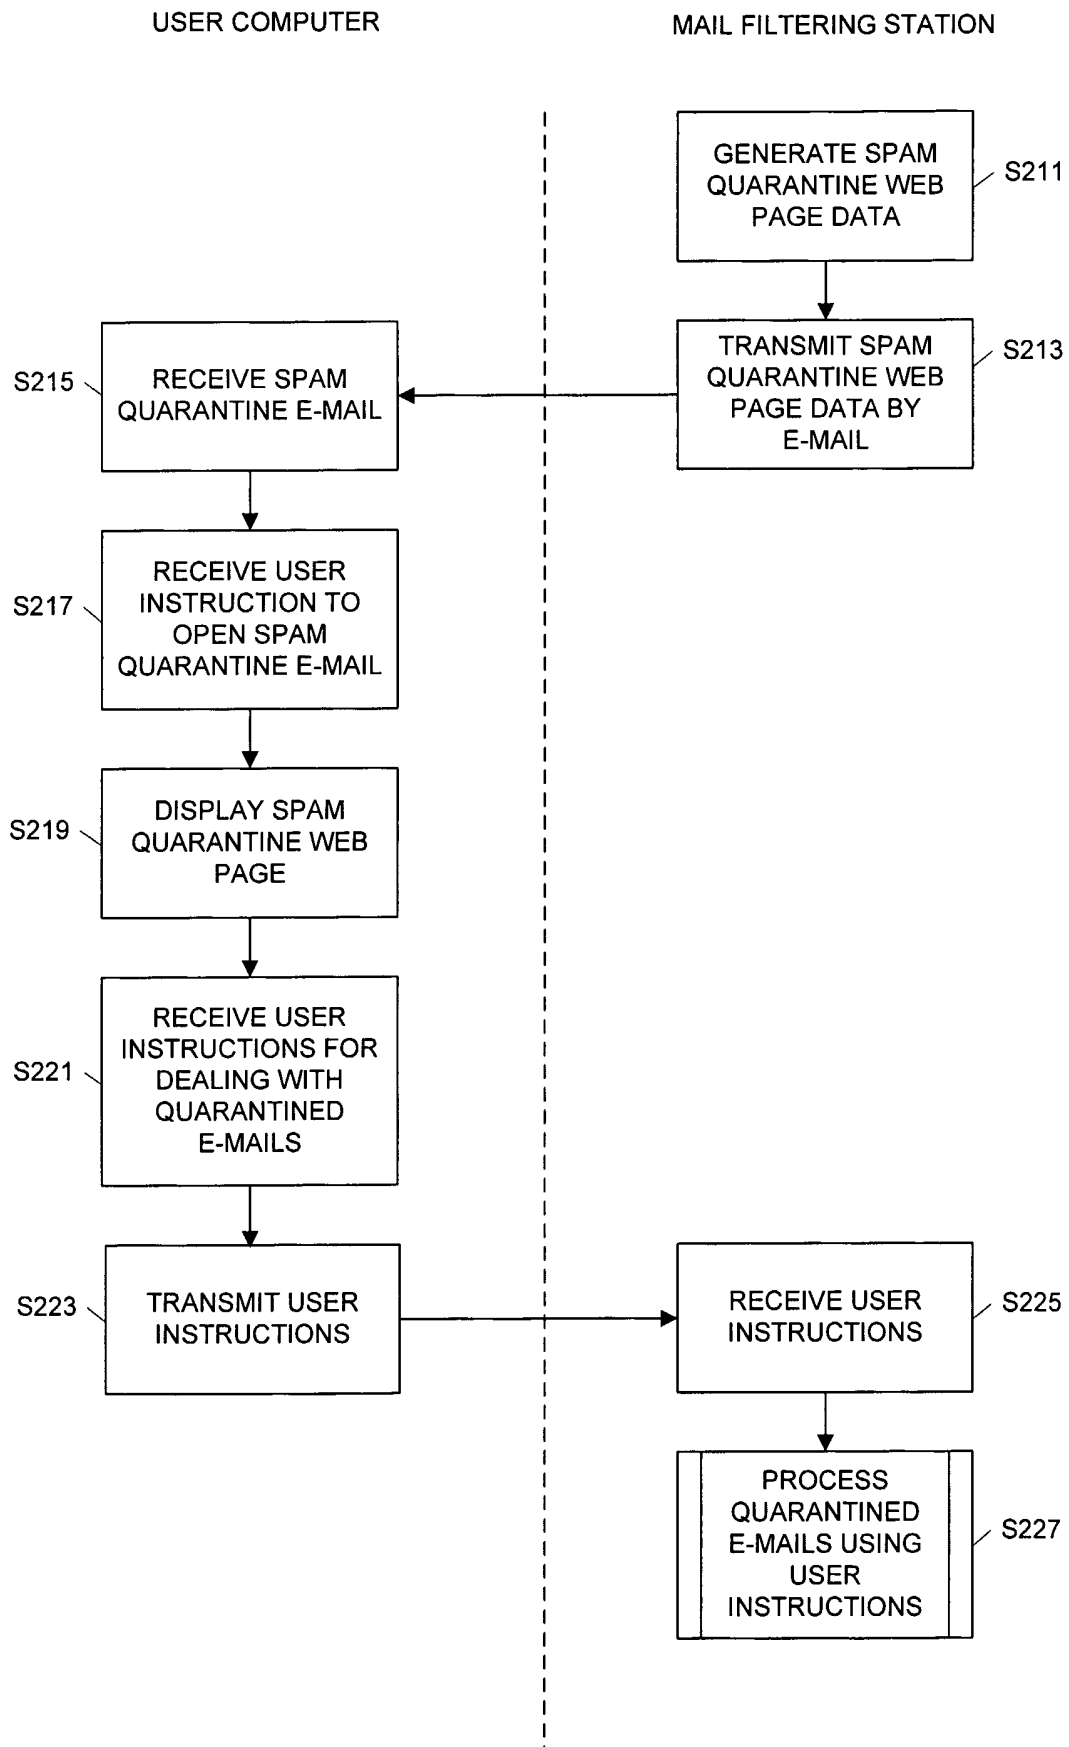 USER COMPUTER
MAIL FILTERING STATION
GENERATE SPAM
QUARANTINE WEB
PAGE DATA
S211
TRANSMIT SPAM
QUARANTINE WEB
PAGE DATA BY
E-MAIL
S213
S215
RECEIVE SPAM
QUARANTINE E-MAIL
S217
RECEIVE USER
INSTRUCTION TO
OPEN SPAM
QUARANTINE E-MAIL
S219
DISPLAY SPAM
QUARANTINE WEB
PAGE
S221
RECEIVE USER
INSTRUCTIONS FOR
DEALING WITH
QUARANTINED
E-MAILS
S223
TRANSMIT USER
INSTRUCTIONS
RECEIVE USER
INSTRUCTIONS
S225
PROCESS
QUARANTINED
E-MAILS USING
USER
INSTRUCTIONS
S227